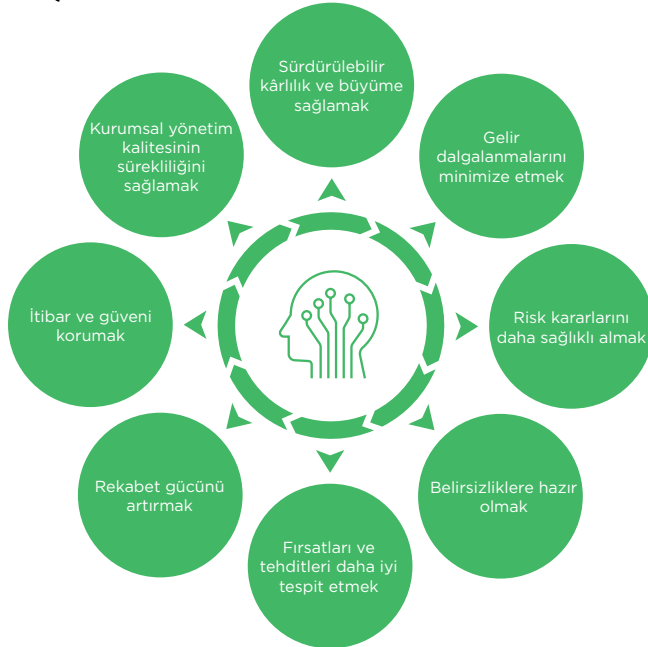 Sürdürülebilir
kârlılık ve büyüme
sağlamak
Gelir
dalgalanmalarını
minimize etmek
Risk kararlarını
daha sağlıklı almak
Belirsizliklere hazır
olmak
Fırsatları ve
tehditleri daha iyi
tespit etmek
Rekabet gücünü
artırmak
İtibar ve güveni
korumak
Kurumsal yönetim
kalitesinin
sürekliliğini
sağlamak